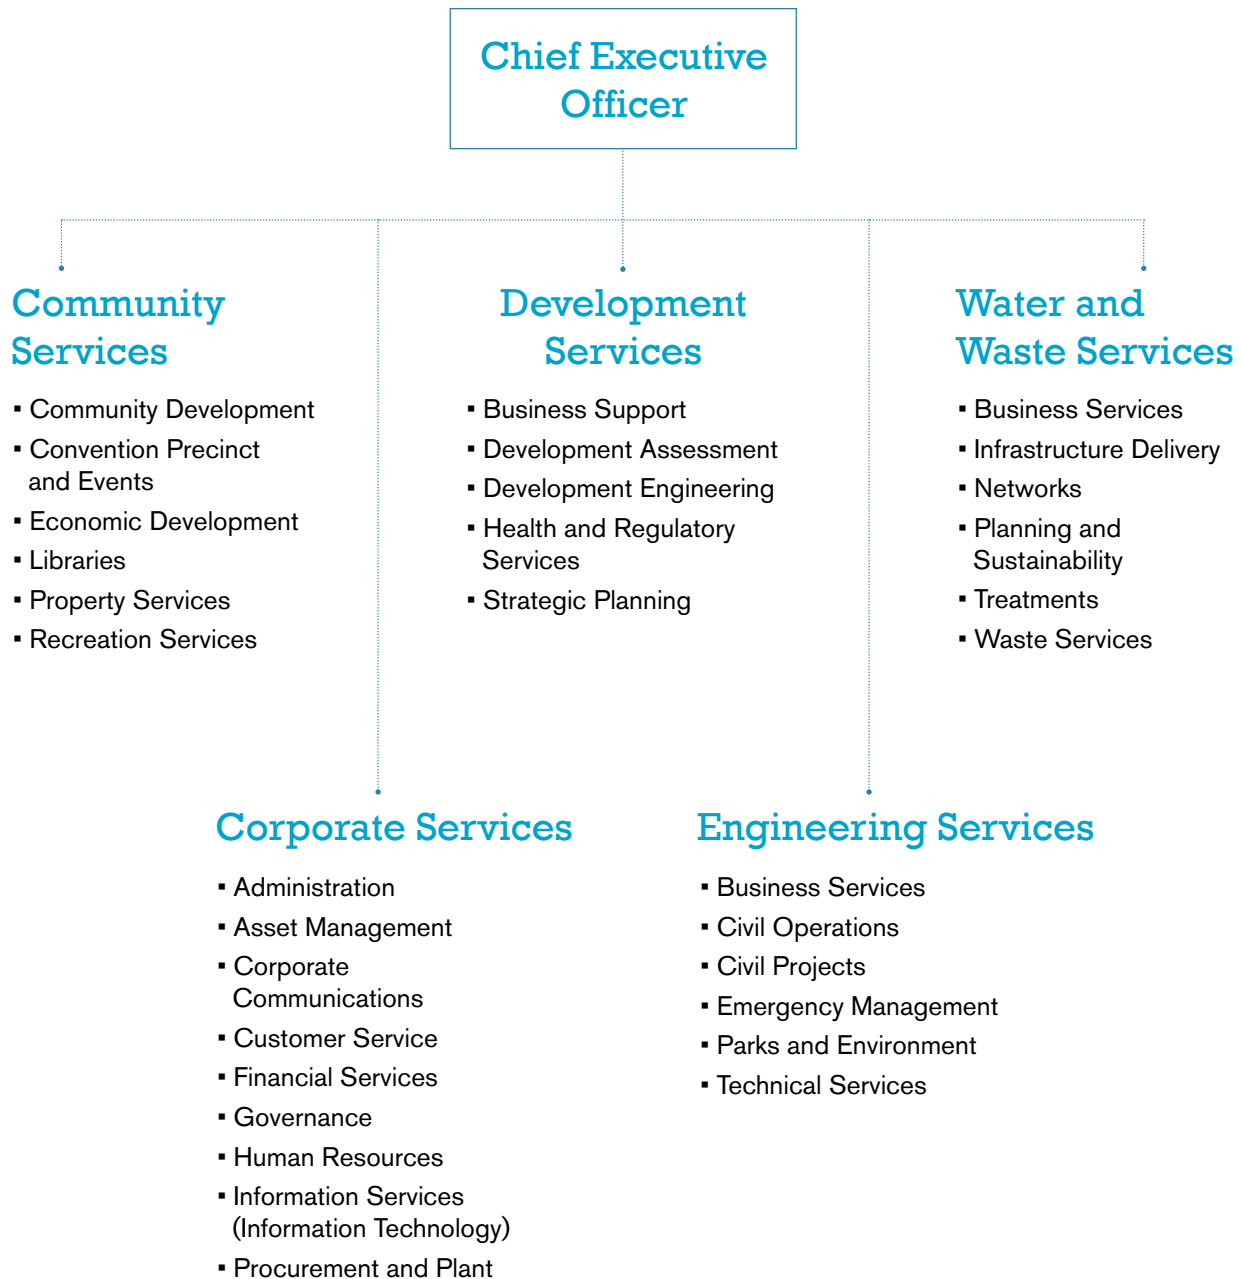 Chief Executive
Officer
Community
Services
▪ Community Development
▪ Convention Precinct
and Events
▪ Economic Development
▪ Libraries
▪ Property Services
▪ Recreation Services
Development
Services
▪ Business Support
▪ Development Assessment
▪ Development Engineering
▪ Health and Regulatory
Services
▪ Strategic Planning
Water and
Waste Services
▪ Business Services
▪ Infrastructure Delivery
▪ Networks
▪ Planning and
Sustainability
▪ Treatments
▪ Waste Services
Corporate Services
▪ Administration
▪ Asset Management
▪ Corporate
Communications
▪ Customer Service
▪ Financial Services
▪ Governance
▪ Human Resources
▪ Information Services
(Information Technology)
▪ Procurement and Plant
Engineering Services
▪ Business Services
▪ Civil Operations
▪ Civil Projects
▪ Emergency Management
▪ Parks and Environment
▪ Technical Services